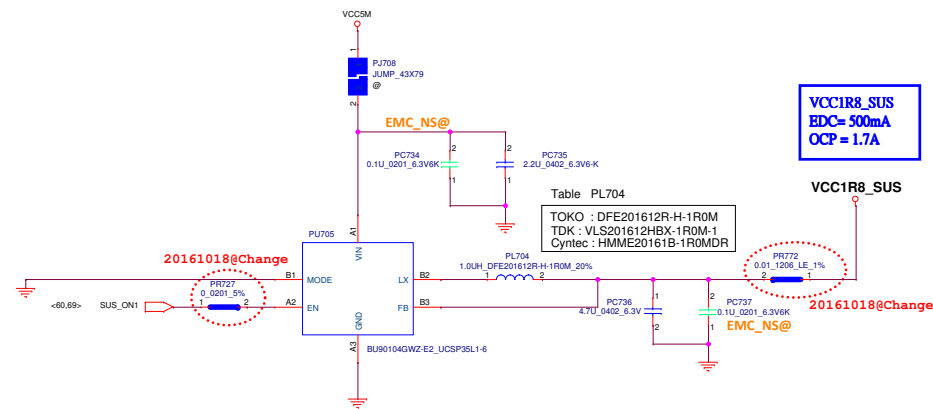 VCC5M
1
PJ708
JUMP_43X79
@
2
EMC_NS@
2
PC734
0.1U_0201_6.3V6K
1
2
PC735
2.2U_0402_6.3V6-K
1
VCC1R8_SUS
EDC= 500mA
OCP = 1.7A
VCC1R8_SUS
Table PL704
TOKO : DFE201612R-H-1R0M
TDK : VLS201612HBX-1R0M-1
Cyntec : HMME20161B-1R0MDR
PU705
A1
VIN
20161018@Change
PR727
0_0201_5%
1
2
<60,69>
SUS_ON1
B1
MODE
A2
EN
GND
A3
LX
B2
FB
B3
BU90104GWZ-E2_UCSP35L1-6
PL704
1.0UH_DFE201612R-H-1R0M_20%
1
2
PC736
4.7U_0402_6.3V
1
2
2
PC737
0.1U_0201_6.3V6K
1
EMC_NS@
PR772
0.01_1206_LE_1%
2
1
20161018@Change